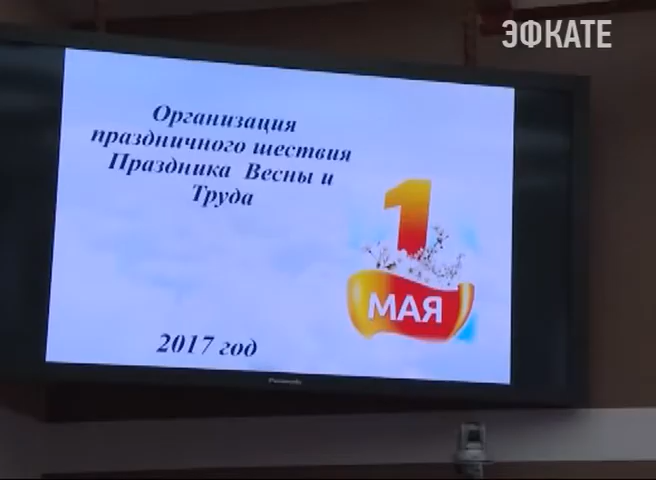 ЭФКАТЕ
Организация
праздничного шествия
Праздника Весны и
Труда
1
МАЯ
2017 год
Panasonic